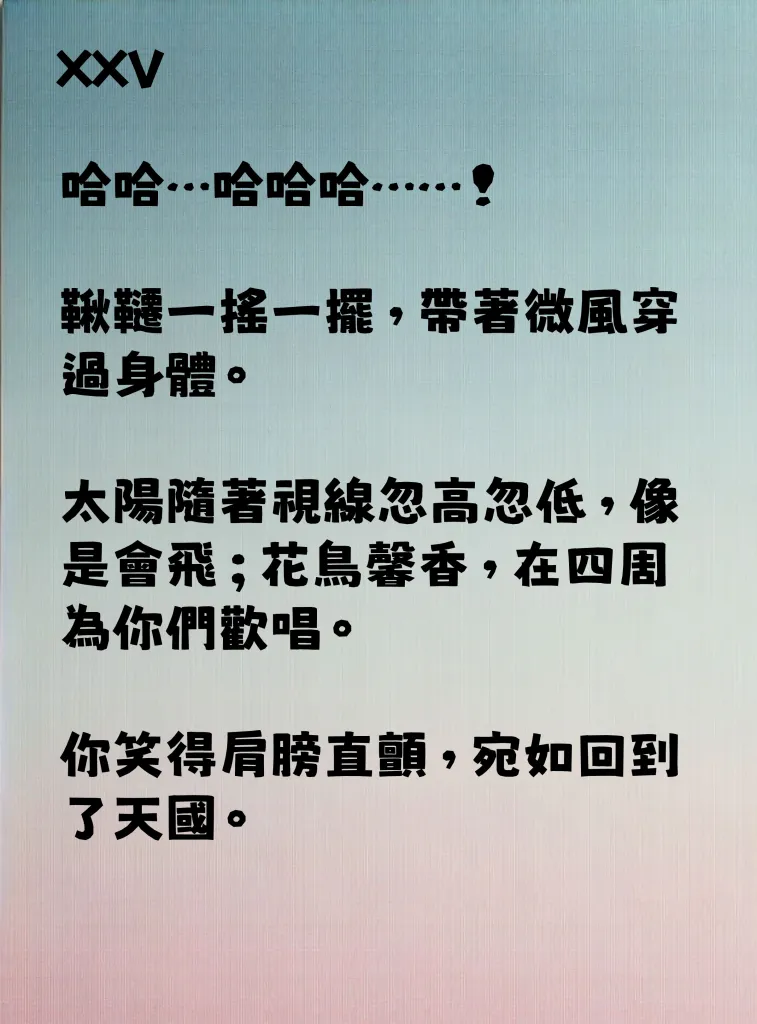 XXV
哈哈…哈哈哈……！
鞦韆一搖一擺，帶著微風穿
過身體。
太陽隨著視線忽高忽低，像
是會飛；花鳥馨香，在四周
為你們歡唱。
你笑得肩膀直顫，宛如回到
了天國。